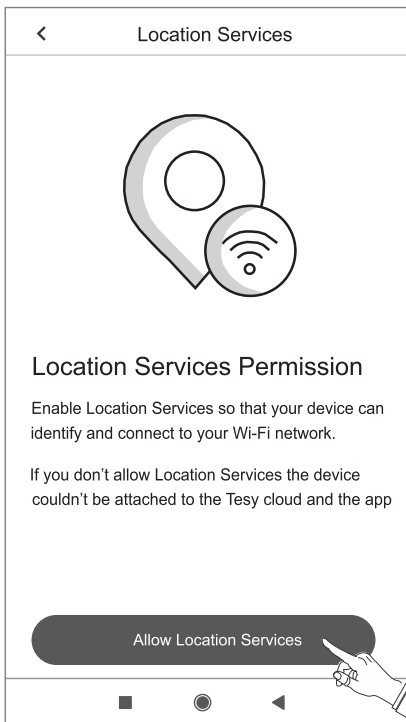 Location Services
Location Services Permission
Enable Location Services so that your device can
identify and connect to your Wi-Fi network.
If you don't allow Location Services the device
couldn't be attached to the Tesy cloud and the app
Allow Location Services